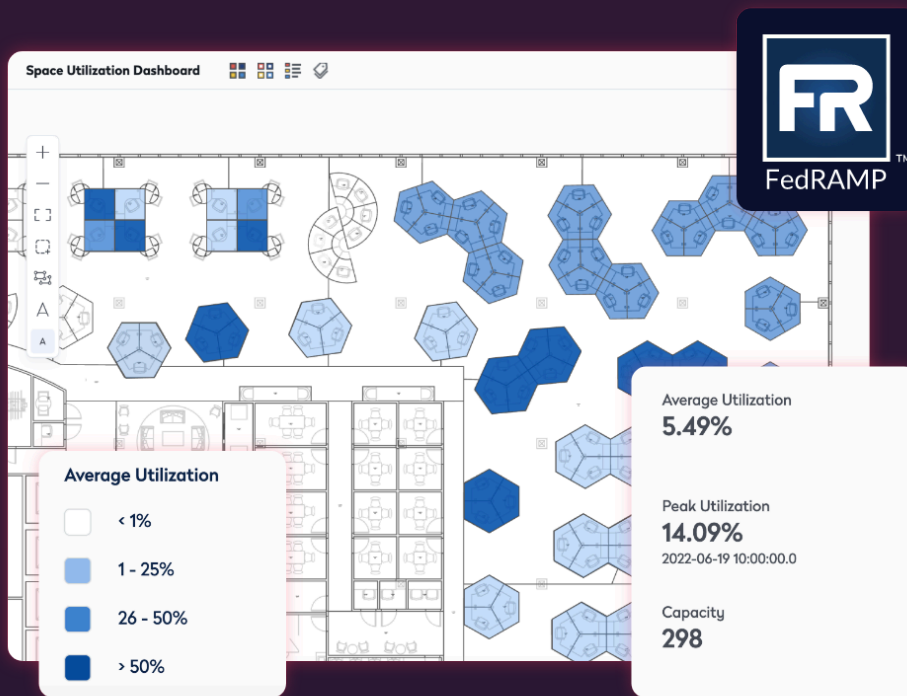 Space Utilization Dashboard
FR
FedRAMP
TM
+
−
A
A
Average Utilization
< 1%
1 - 25%
26 - 50%
> 50%
Average Utilization
5.49%
Peak Utilization
14.09%
2022-06-19 10:00:00.0
Capacity
298